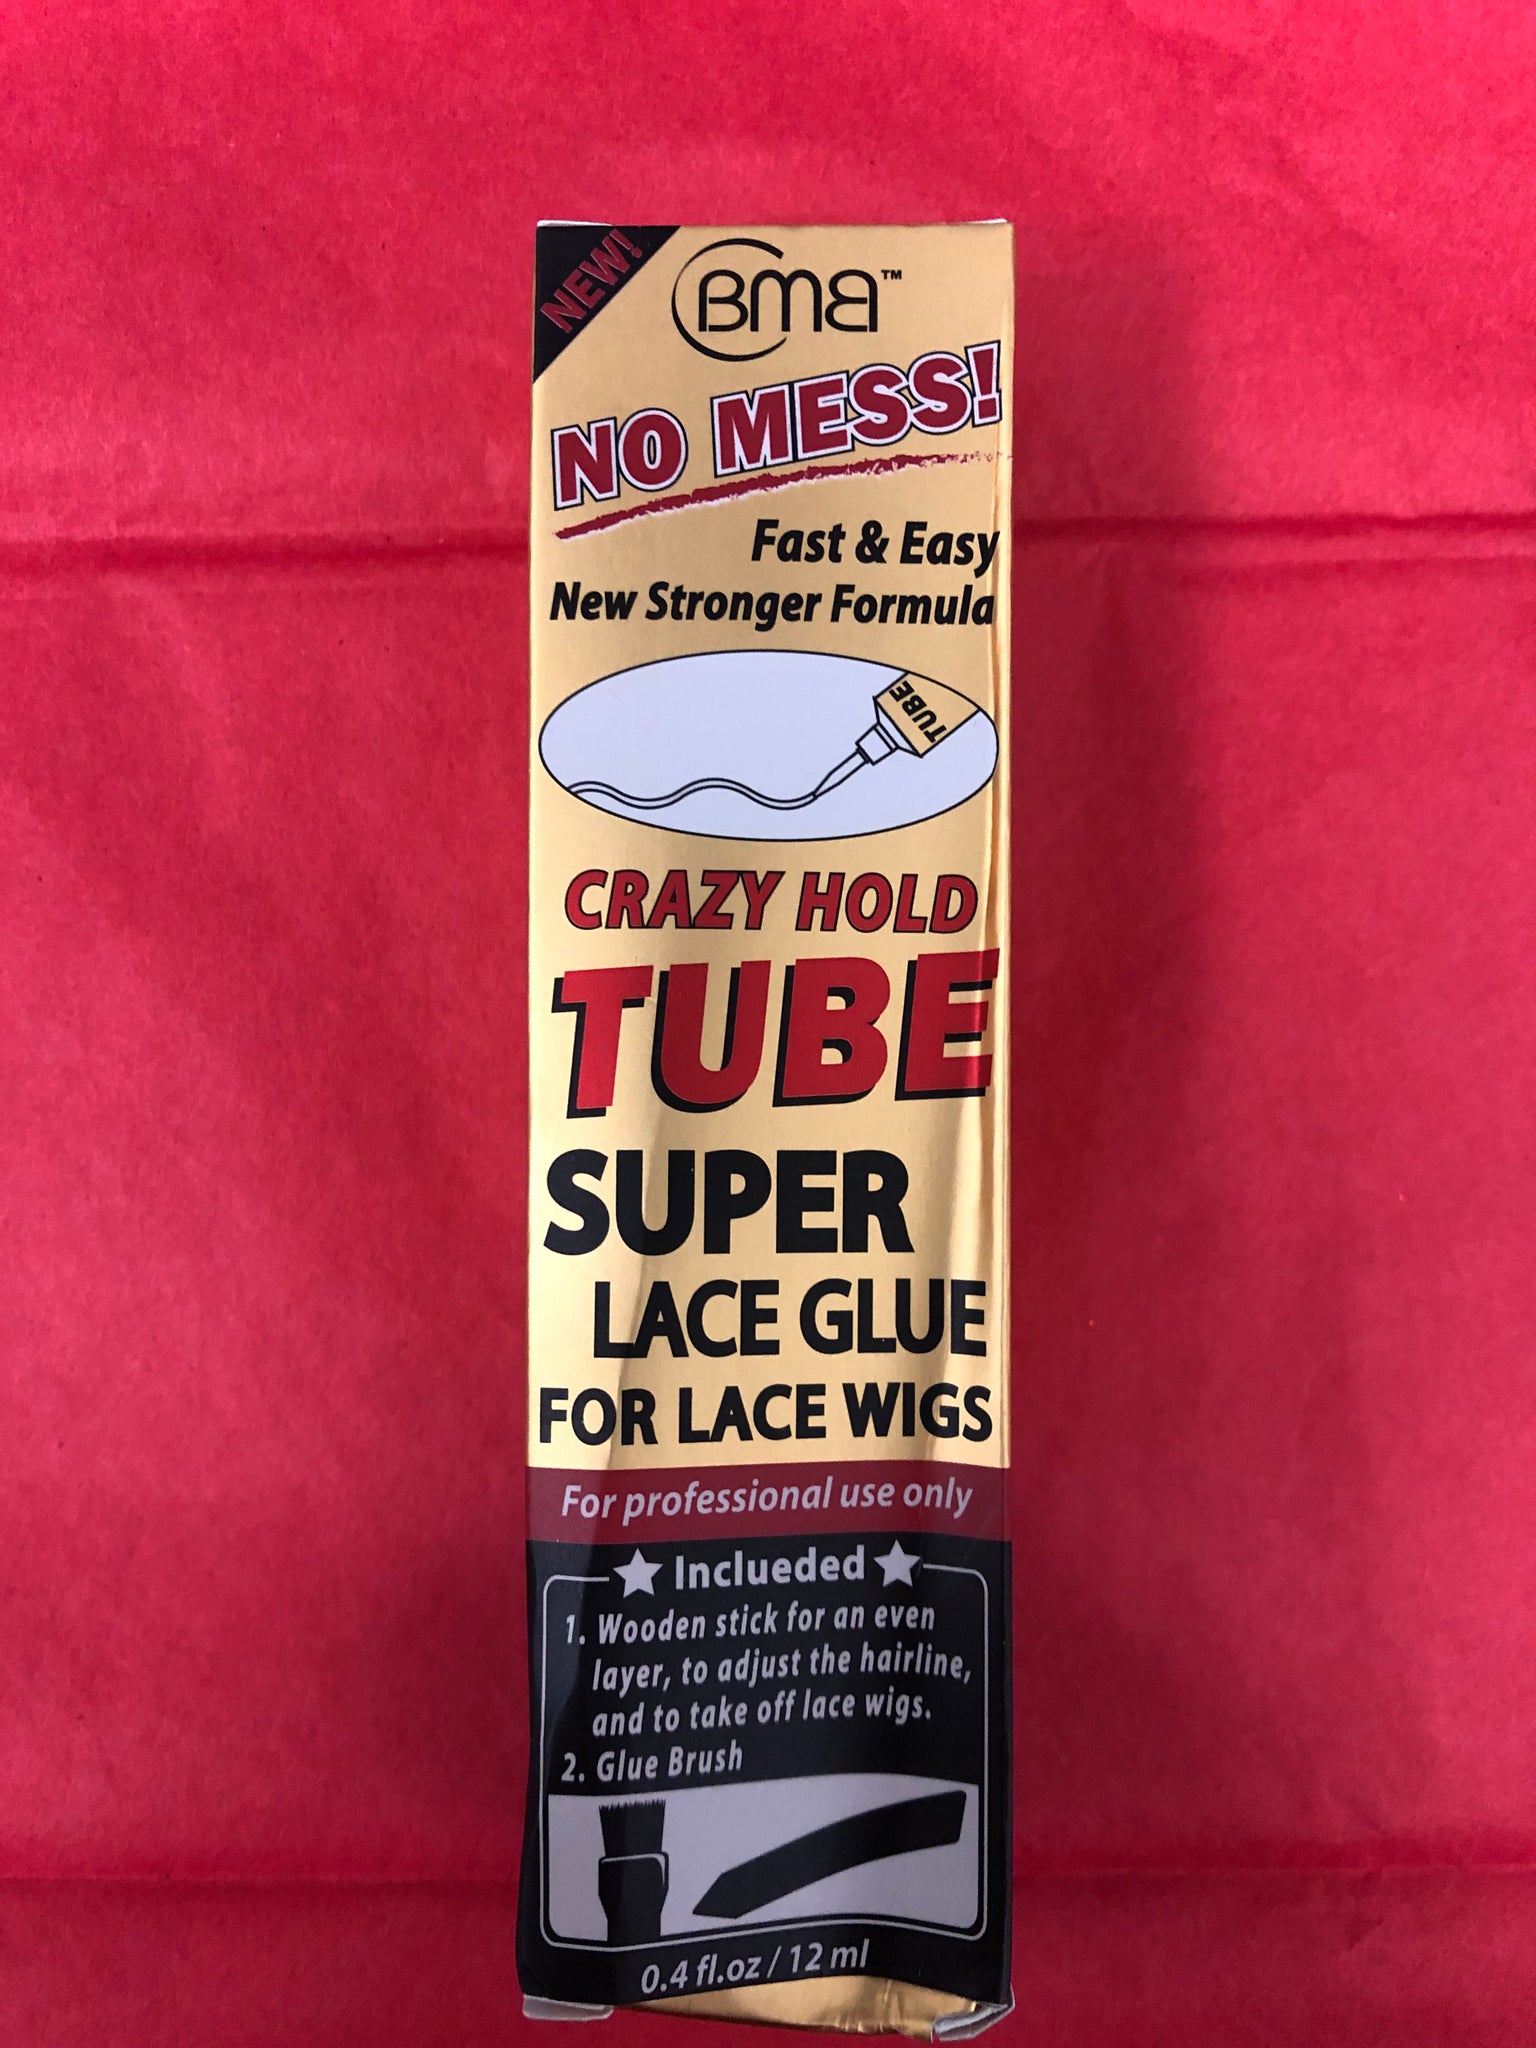 NEW!
BMB™
NO MESS!
Fast & Easy
New Stronger Formula
TUBE
CRAZY HOLD
TUBE
SUPER
LACE GLUE
FOR LACE WIGS
For professional use only
Inclueded
1. Wooden stick for an even
layer, to adjust the hairline,
and to take off lace wigs.
2. Glue Brush
0.4 fl.oz / 12 ml